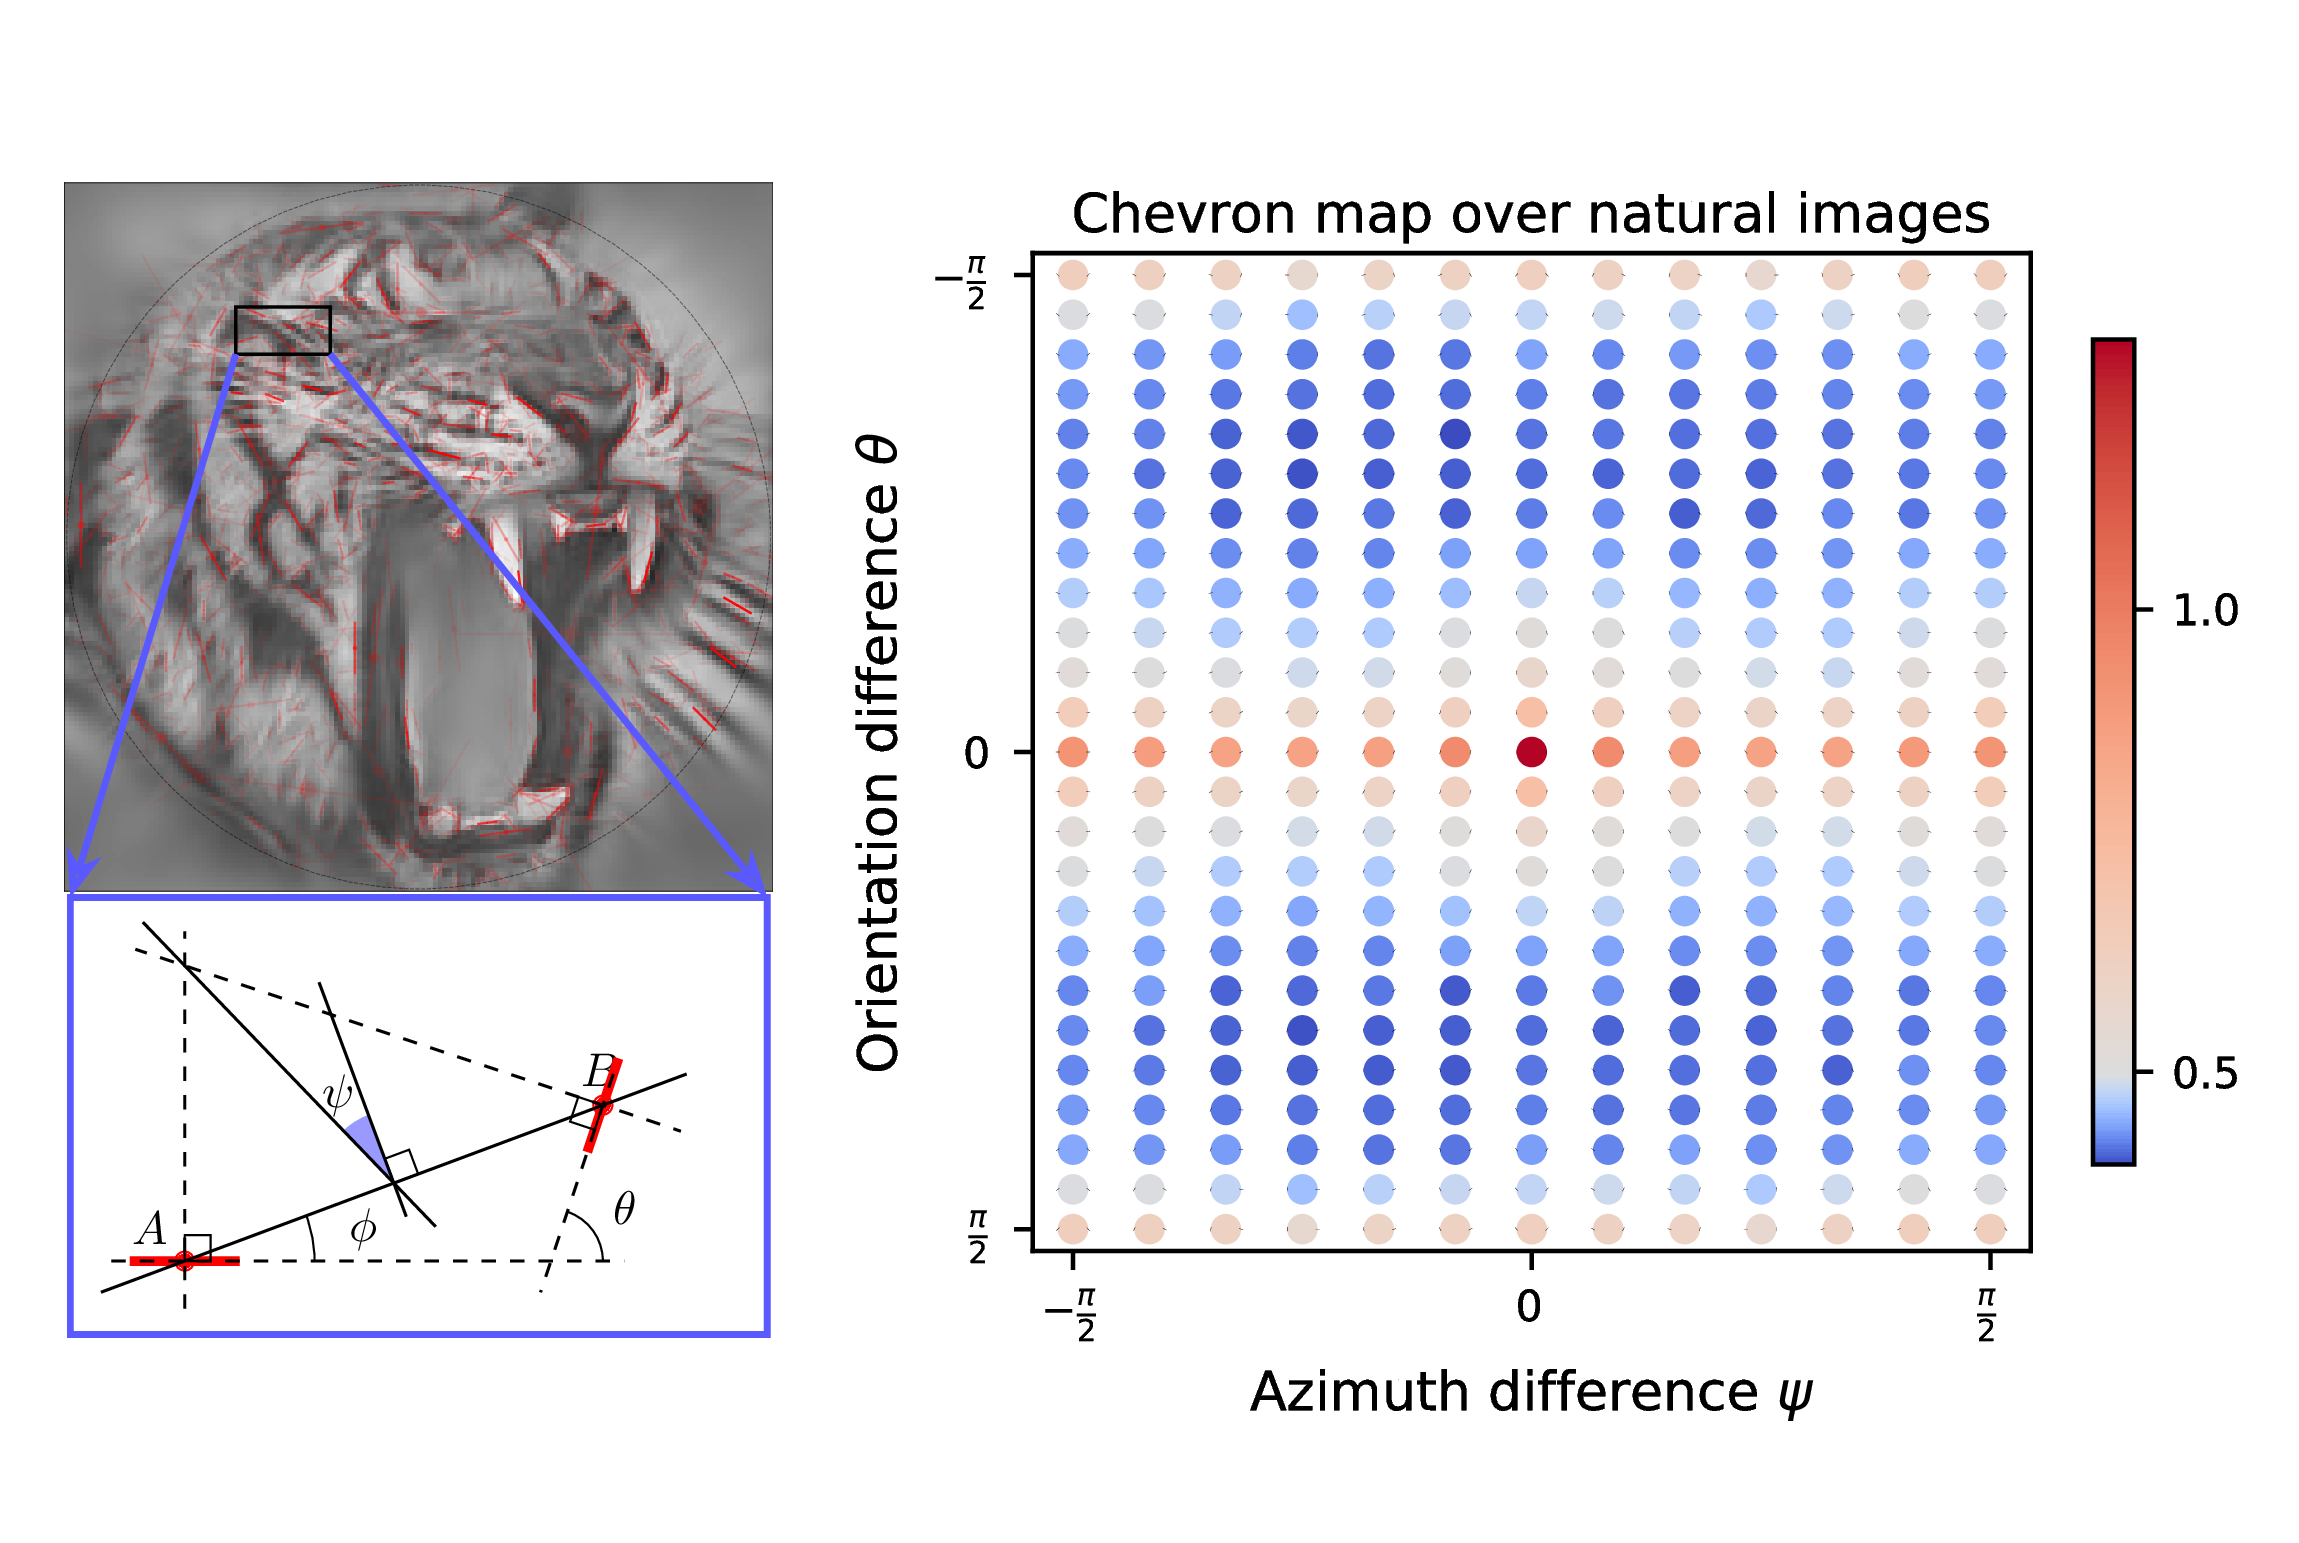 Chevron map over natural images
Orientation difference θ
−π/2
0
π/2
−π/2
0
π/2
Azimuth difference ψ
1.0
0.5
ψ
B
A
ϕ
θ